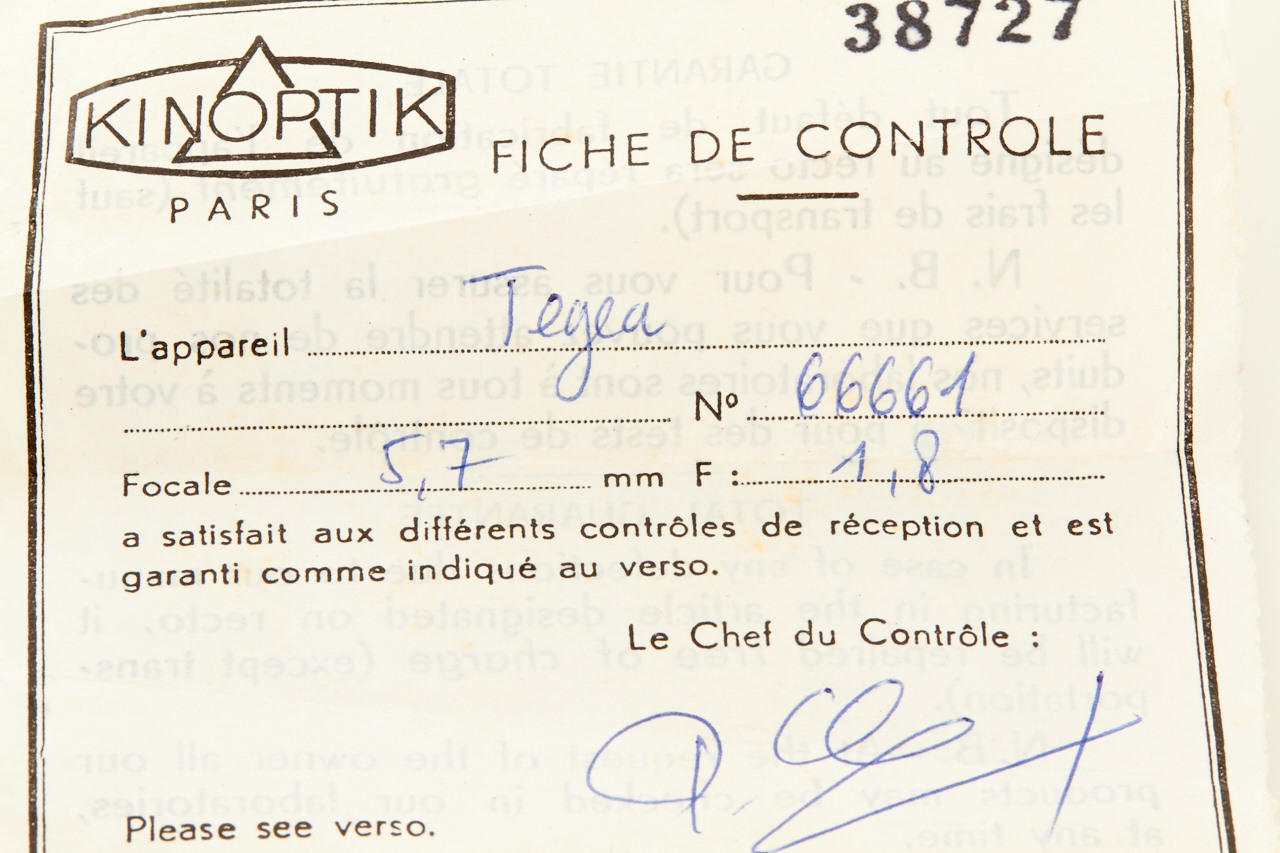 38727
KINOPTIK
PARIS
FICHE DE CONTROLE
L'appareil Tegea
N° 66661
Focale 5,7 mm F : 1,8
a satisfait aux différents contrôles de réception et est
garanti comme indiqué au verso.
Le Chef du Contrôle :
Please see verso.